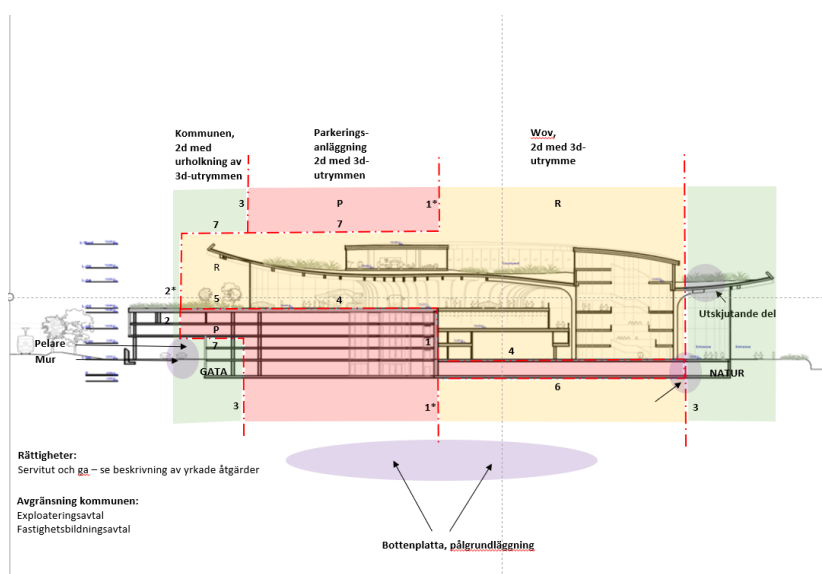 Kommunen,
2d med
urholkning av
3d-utrymmen
Parkerings-
anläggning
2d med 3d-
utrymmen
Wov,
2d med 3d-
utrymme
3 P 1* R
7 7
R
2* 5 4
Utskjutande del
2
P
Pelare 7 1
Mur 4
GATA NATUR
6
3 1* 3
Rättigheter:
Servitut och ga – se beskrivning av yrkade åtgärder
Avgränsning kommunen:
Exploateringsavtal
Fastighetsbildningsavtal
Bottenplatta, pålgrundläggning